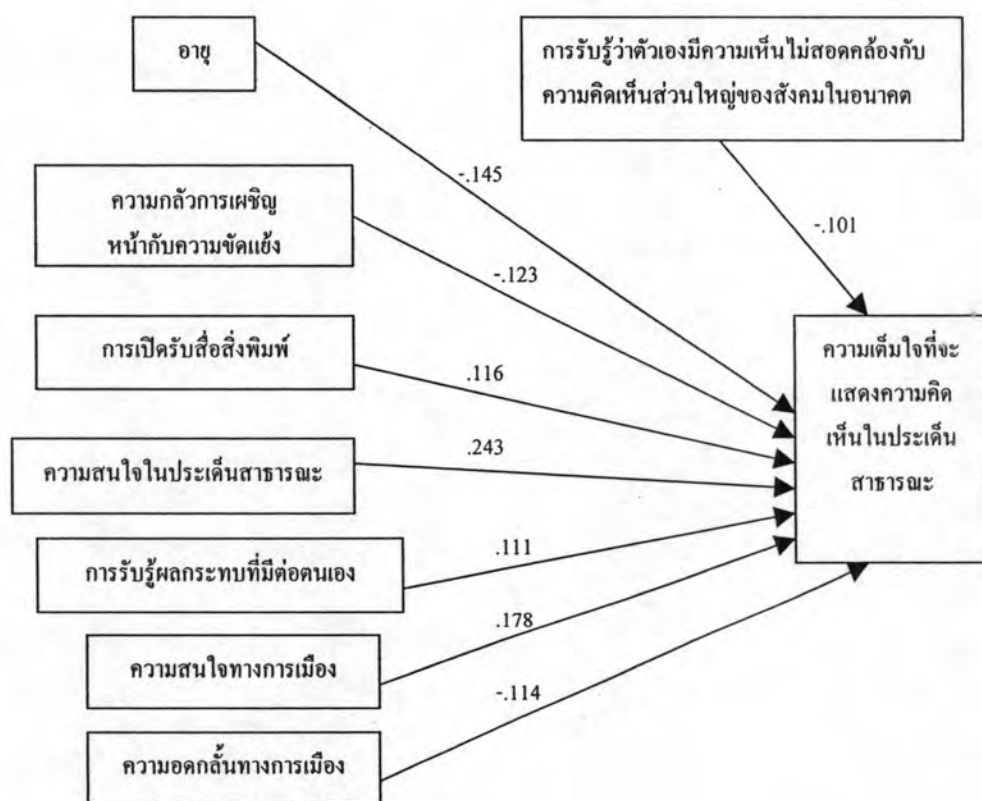 อายุ
การรับรู้ว่าตัวเองมีความเห็นไม่สอดคล้องกับ
ความคิดเห็นส่วนใหญ่ของสังคมในอนาคต
-.145
-.101
ความกลัวการเผชิญ
หน้ากับความขัดแย้ง
-.123
การเปิดรับสื่อสิ่งพิมพ์
.116
ความเต็มใจที่จะ
แสดงความคิด
เห็นในประเด็น
สาธารณะ
ความสนใจในประเด็นสาธารณะ
.243
การรับรู้ผลกระทบที่มีต่อตนเอง
.111
ความสนใจทางการเมือง
.178
ความอดกลั้นทางการเมือง
-.114